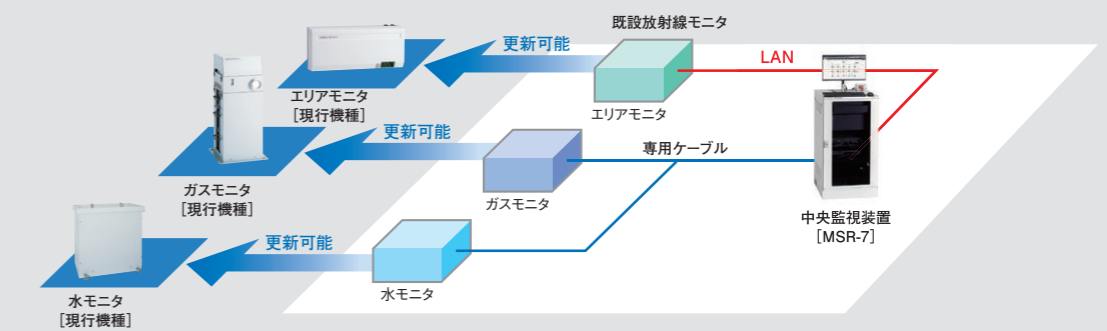 既設放射線モニタ
更新可能
LAN
エリアモニタ
[現行機種]
エリアモニタ
更新可能
専用ケーブル
ガスモニタ
[現行機種]
ガスモニタ
中央監視装置
[MSR-7]
更新可能
水モニタ
水モニタ
[現行機種]